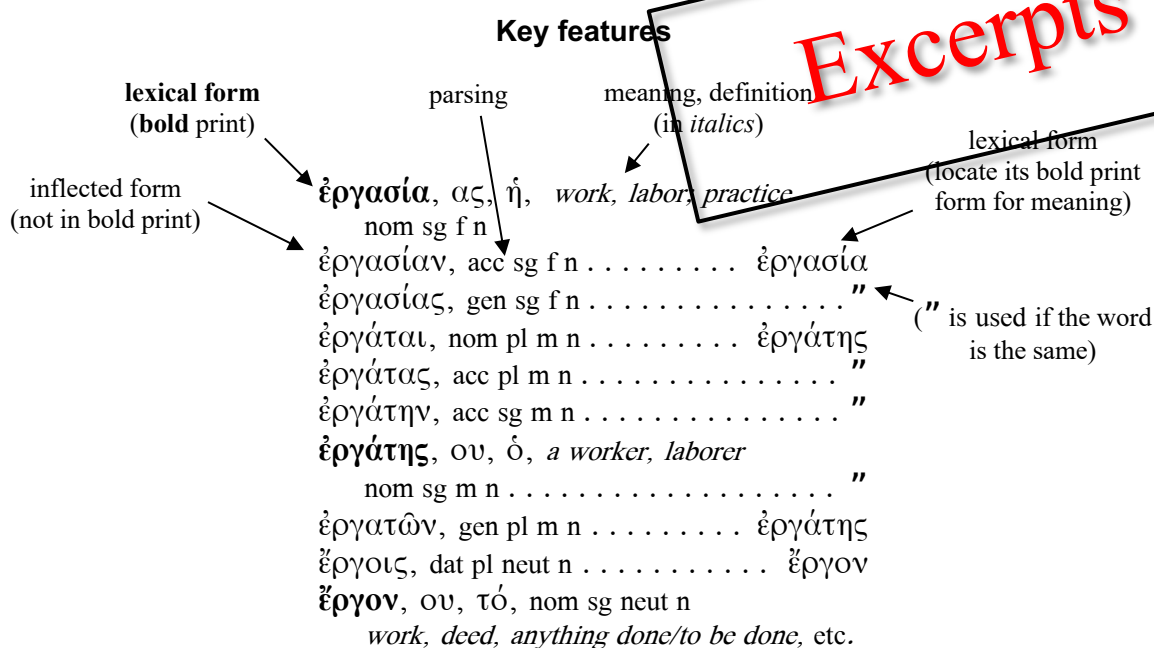 Key features
Excerpts
lexical form
(bold print)
parsing
meaning, definition
(in italics)
lexical form
(locate its bold print
form for meaning)
inflected form
(not in bold print)
ἐργασία, ας, ἡ, work, labor; practice
nom sg f n
ἐργασίαν, acc sg f n . . . . . . . . . ἐργασία
ἐργασίας, gen sg f n . . . . . . . . . . . . . . . "
(" is used if the word
is the same)
ἐργάται, nom pl m n . . . . . . . . . ἐργάτης
ἐργάτας, acc pl m n . . . . . . . . . . . . . . . "
ἐργάτην, acc sg m n . . . . . . . . . . . . . . . "
ἐργάτης, ου, ὁ, a worker, laborer
nom sg m n . . . . . . . . . . . . . . . . . . . "
ἐργατῶν, gen pl m n . . . . . . . . . ἐργάτης
ἔργοις, dat pl neut n . . . . . . . . . . . ἔργον
ἔργον, ου, τό, nom sg neut n
work, deed, anything done/to be done, etc.